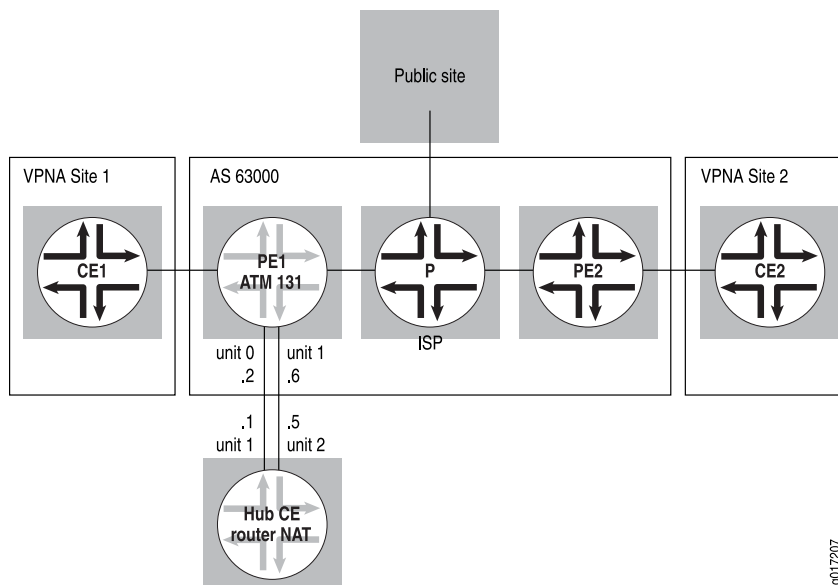 Public site
VPNA Site 1
AS 63000
VPNA Site 2
CE1
PE1
ATM 131
P
PE2
CE2
ISP
unit 0 unit 1
.2 .6
.1 .5
unit 1 unit 2
Hub CE
router NAT
g017207